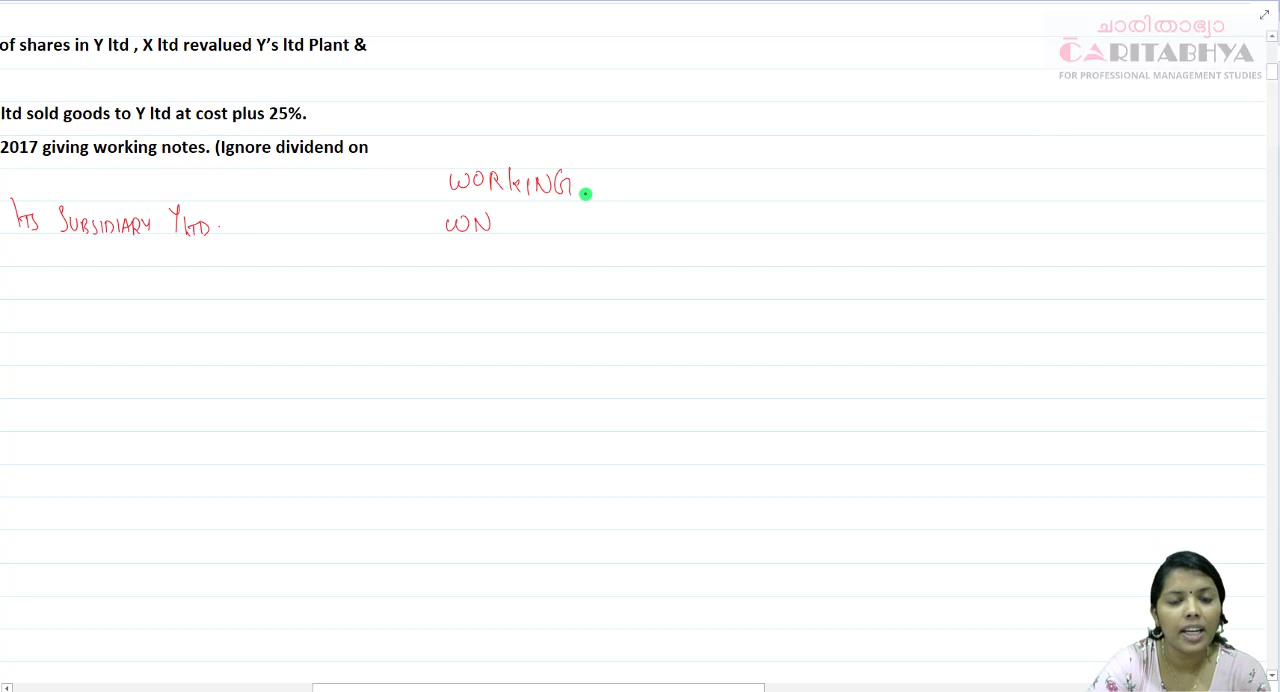 ചാരിതാഭ്യാ
CARITABHYA
FOR PROFESSIONAL MANAGEMENT STUDIES
of shares in Y ltd , X ltd revalued Y's ltd Plant &
ltd sold goods to Y ltd at cost plus 25%.
2017 giving working notes. (Ignore dividend on
WORKING
ITS SUBSIDIARY Y LTD.
WN